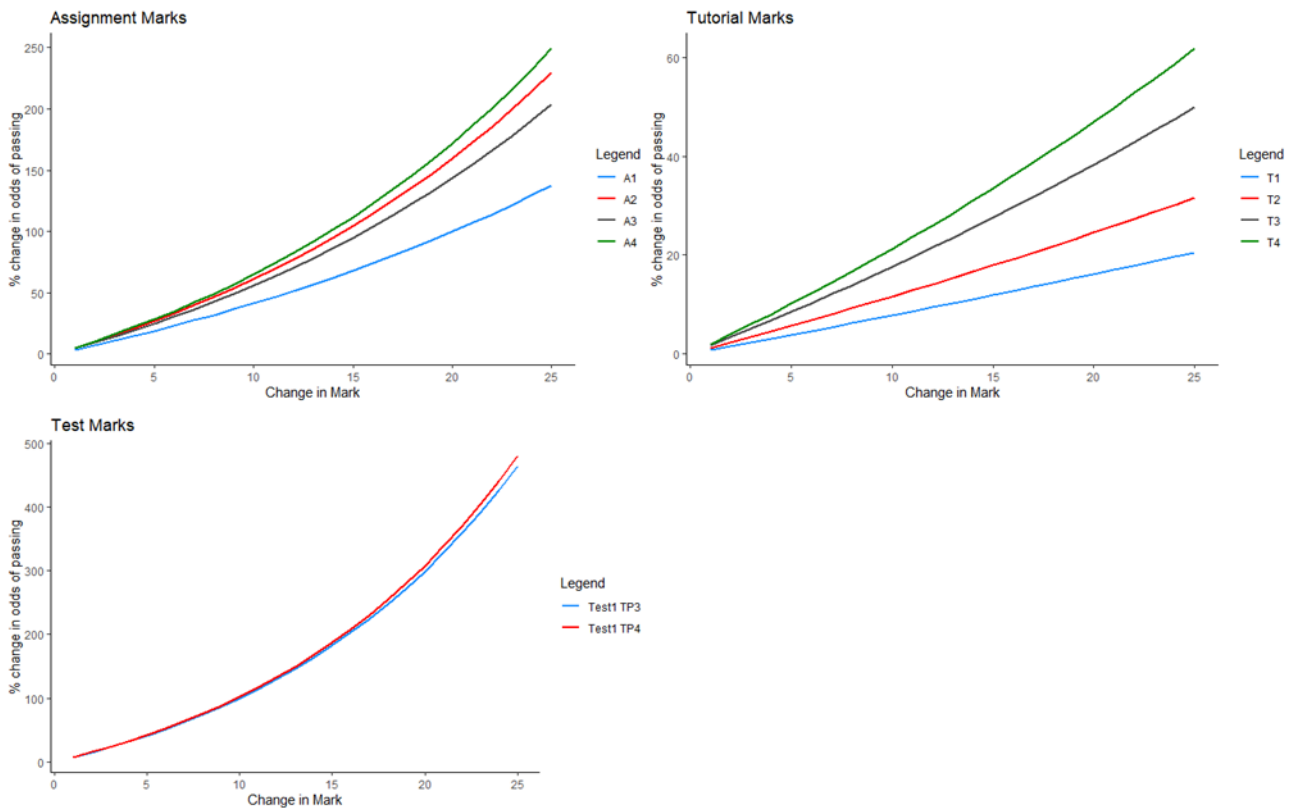 Assignment Marks
% change in odds of passing
250
200
150
100
50
0
0 5 10 15 20 25
Change in Mark
Legend
A1
A2
A3
A4
Tutorial Marks
% change in odds of passing
60
40
20
0
0 5 10 15 20 25
Change in Mark
Legend
T1
T2
T3
T4
Test Marks
% change in odds of passing
500
400
300
200
100
0
0 5 10 15 20 25
Change in Mark
Legend
Test1 TP3
Test1 TP4